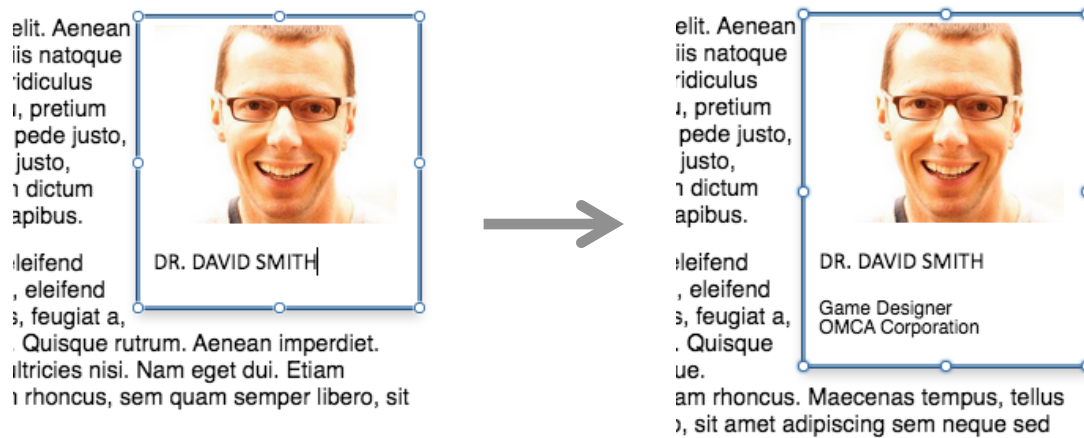 elit. Aenean
iis natoque
ridiculus
, pretium
pede justo,
justo,
dictum
apibus.
DR. DAVID SMITH
eleifend
, eleifend
s, feugiat a,
. Quisque rutrum. Aenean imperdiet.
ultricies nisi. Nam eget dui. Etiam
rhoncus, sem quam semper libero, sit
elit. Aenean
iis natoque
ridiculus
, pretium
pede justo,
justo,
dictum
apibus.
DR. DAVID SMITH
Game Designer
OMCA Corporation
eleifend
, eleifend
s, feugiat a,
. Quisque
ue.
am rhoncus. Maecenas tempus, tellus
, sit amet adipiscing sem neque sed